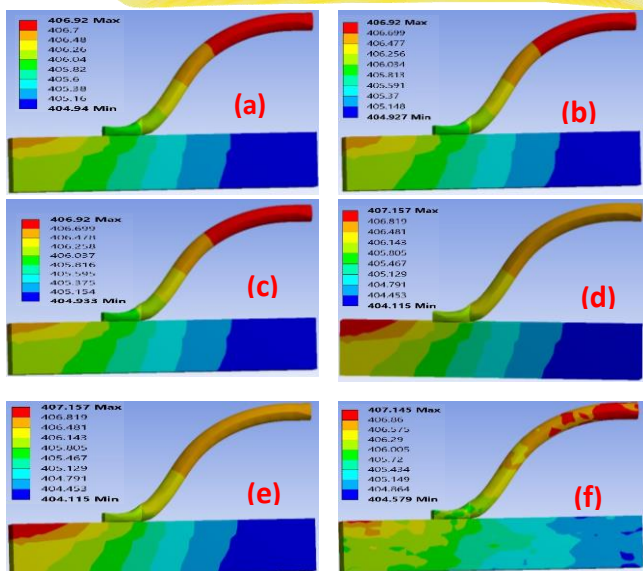 406.92 Max
406.7
406.48
406.26
406.04
405.82
405.6
405.38
405.16
404.94 Min
(a)
406.92 Max
406.699
406.477
406.256
406.034
405.813
405.591
405.37
405.148
404.927 Min
(b)
406.92 Max
406.699
406.478
406.258
406.037
405.816
405.595
405.375
405.154
404.933 Min
(c)
407.157 Max
406.819
406.481
406.143
405.805
405.467
405.129
404.791
404.453
404.115 Min
(d)
407.157 Max
406.819
406.481
406.143
405.805
405.467
405.129
404.791
404.453
404.115 Min
(e)
407.145 Max
406.86
406.575
406.29
406.005
405.72
405.434
405.149
404.864
404.579 Min
(f)